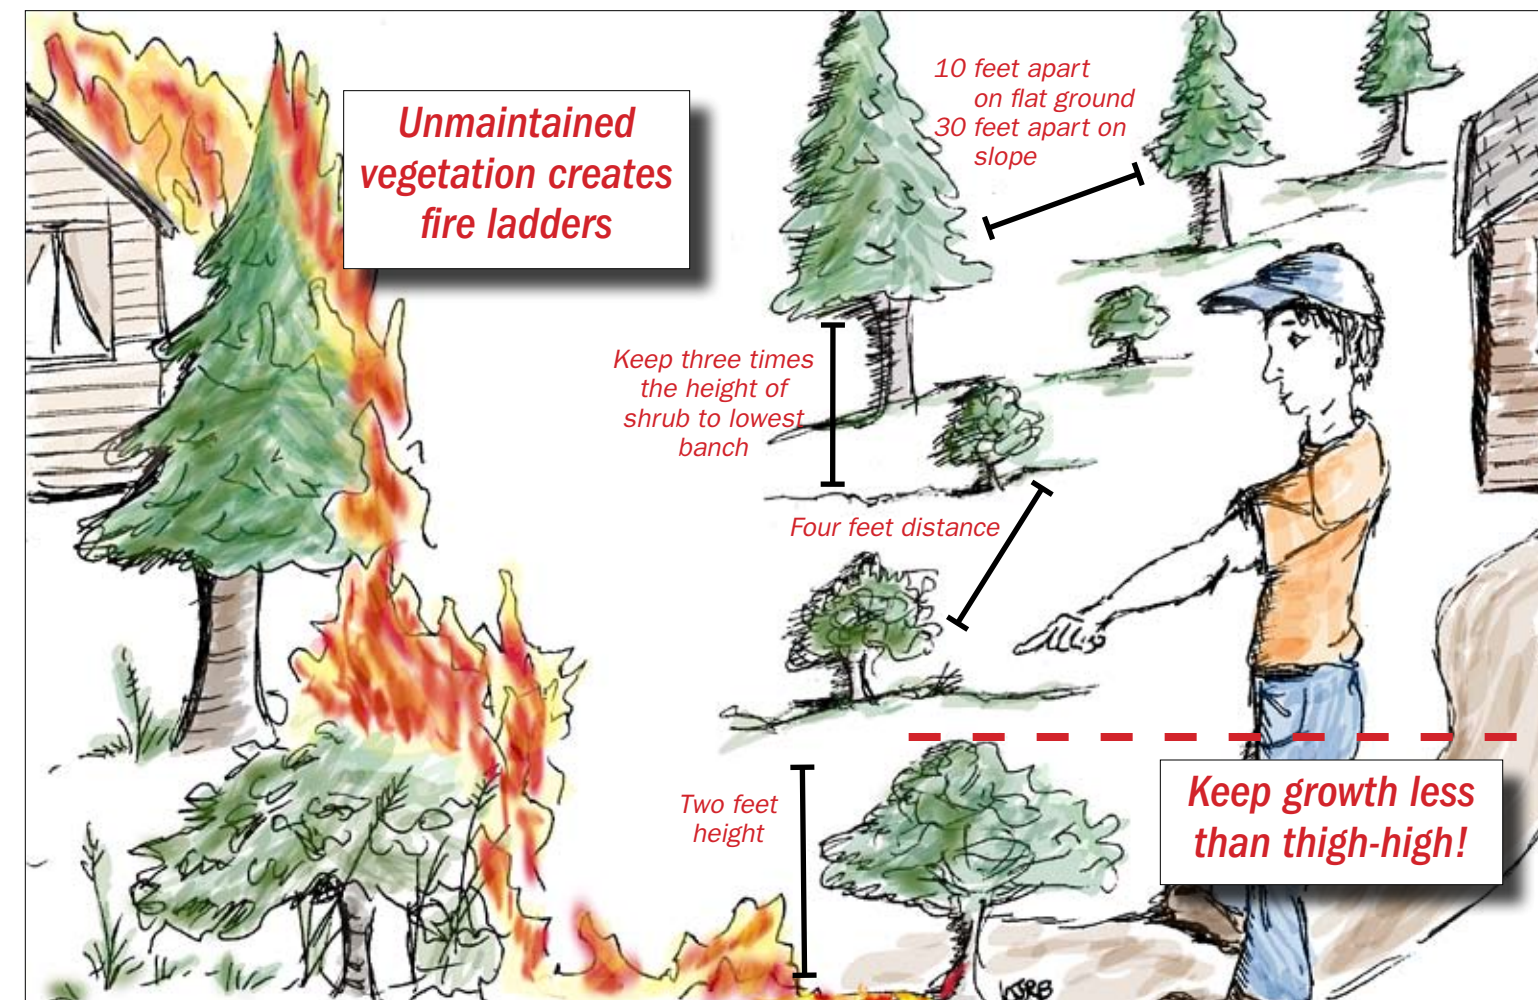 Unmaintained
vegetation creates
fire ladders
10 feet apart
on flat ground
30 feet apart on
slope
Keep three times
the height of
shrub to lowest
banch
Four feet distance
Two feet
height
Keep growth less
than thigh-high!